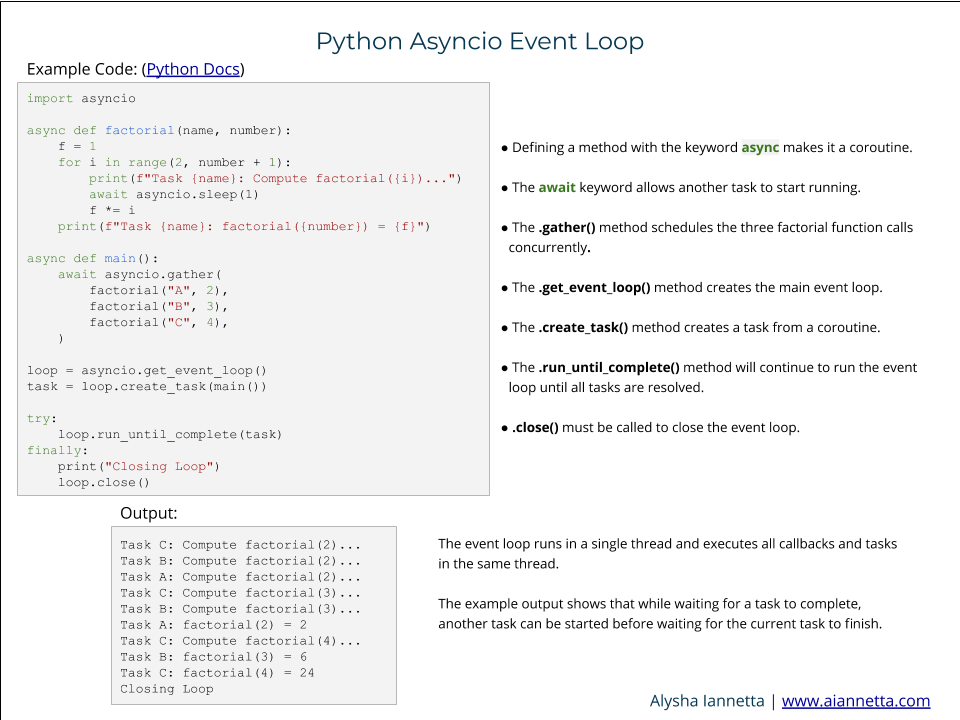 Python Asyncio Event Loop
Example Code: (Python Docs)
import asyncio

async def factorial(name, number):
    f = 1
    for i in range(2, number + 1):
        print(f"Task {name}: Compute factorial({i})...")
        await asyncio.sleep(1)
        f *= i
    print(f"Task {name}: factorial({number}) = {f}")

async def main():
    await asyncio.gather(
        factorial("A", 2),
        factorial("B", 3),
        factorial("C", 4),
    )

loop = asyncio.get_event_loop()
task = loop.create_task(main())

try:
    loop.run_until_complete(task)
finally:
    print("Closing Loop")
    loop.close()
● Defining a method with the keyword async makes it a coroutine.
● The await keyword allows another task to start running.
● The .gather() method schedules the three factorial function calls
concurrently.
● The .get_event_loop() method creates the main event loop.
● The .create_task() method creates a task from a coroutine.
● The .run_until_complete() method will continue to run the event
loop until all tasks are resolved.
● .close() must be called to close the event loop.
Output:
Task C: Compute factorial(2)...
Task B: Compute factorial(2)...
Task A: Compute factorial(2)...
Task C: Compute factorial(3)...
Task B: Compute factorial(3)...
Task A: factorial(2) = 2
Task C: Compute factorial(4)...
Task B: factorial(3) = 6
Task C: factorial(4) = 24
Closing Loop
The event loop runs in a single thread and executes all callbacks and tasks
in the same thread.
The example output shows that while waiting for a task to complete,
another task can be started before waiting for the current task to finish.
Alysha Iannetta | www.aiannetta.com